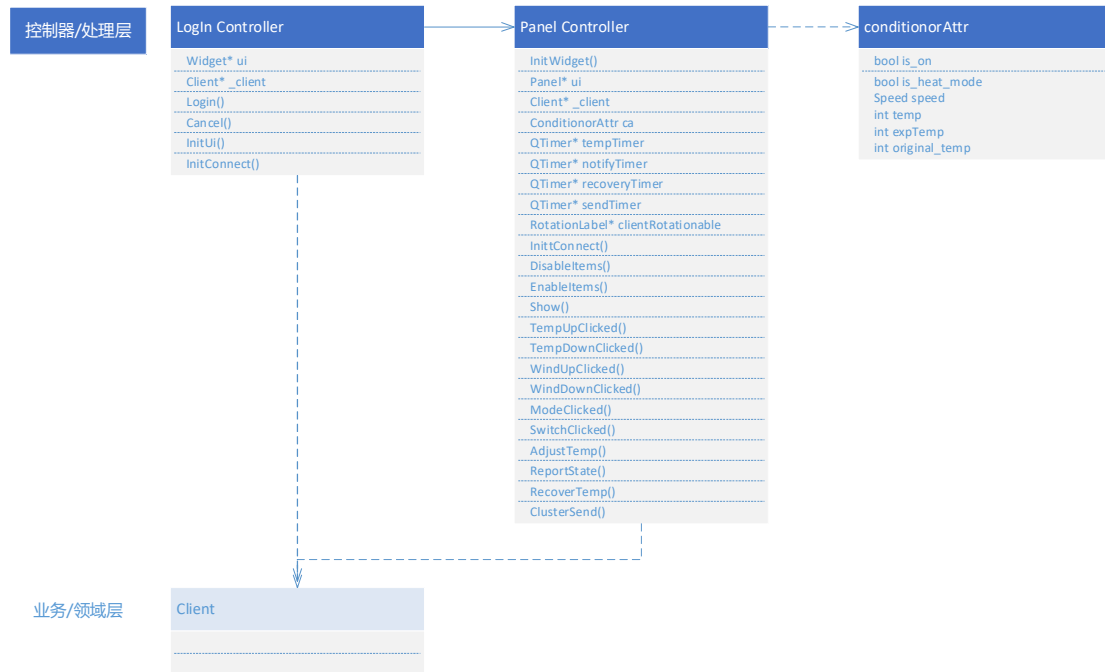 控制器/处理层
LogIn Controller
Widget* ui
Client* _client
Login()
Cancel()
InitUi()
InitConnect()
Panel Controller
InitWidget()
Panel* ui
Client* _client
ConditionorAttr ca
QTimer* tempTimer
QTimer* notifyTimer
QTimer* recoveryTimer
QTimer* sendTimer
RotationLabel* clientRotationable
InittConnect()
DisableItems()
EnableItems()
Show()
TempUpClicked()
TempDownClicked()
WindUpClicked()
WindDownClicked()
ModeClicked()
SwitchClicked()
AdjustTemp()
ReportState()
RecoverTemp()
ClusterSend()
conditionorAttr
bool is_on
bool is_heat_mode
Speed speed
int temp
int expTemp
int original_temp
业务/领域层
Client